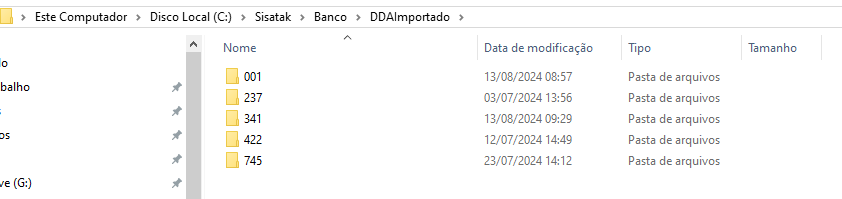 Este Computador > Disco Local (C:) > Sisatak > Banco > DDAImportado >
Nome Data de modificação Tipo Tamanho
001 13/08/2024 08:57 Pasta de arquivos
237 03/07/2024 13:56 Pasta de arquivos
341 13/08/2024 09:29 Pasta de arquivos
422 12/07/2024 14:49 Pasta de arquivos
745 23/07/2024 14:12 Pasta de arquivos
lo
balho
s
os
ve (G:)